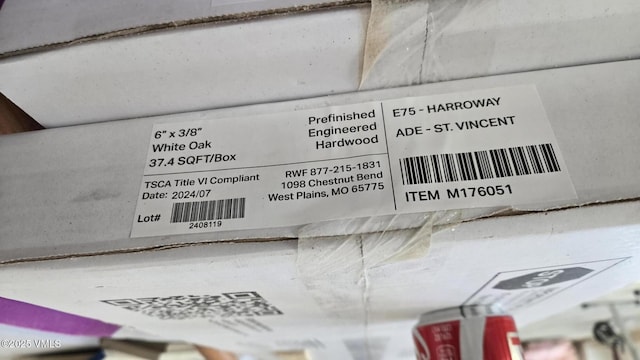 6" x 3/8"
White Oak
37.4 SQFT/Box
Prefinished
Engineered
Hardwood
TSCA Title VI Compliant
Date: 2024/07
Lot#
2408119
RWF 877-215-1831
1098 Chestnut Bend
West Plains, MO 65775
E75 - HARROWAY
ADE - ST. VINCENT
ITEM M176051
STOP
©2025 VMLS